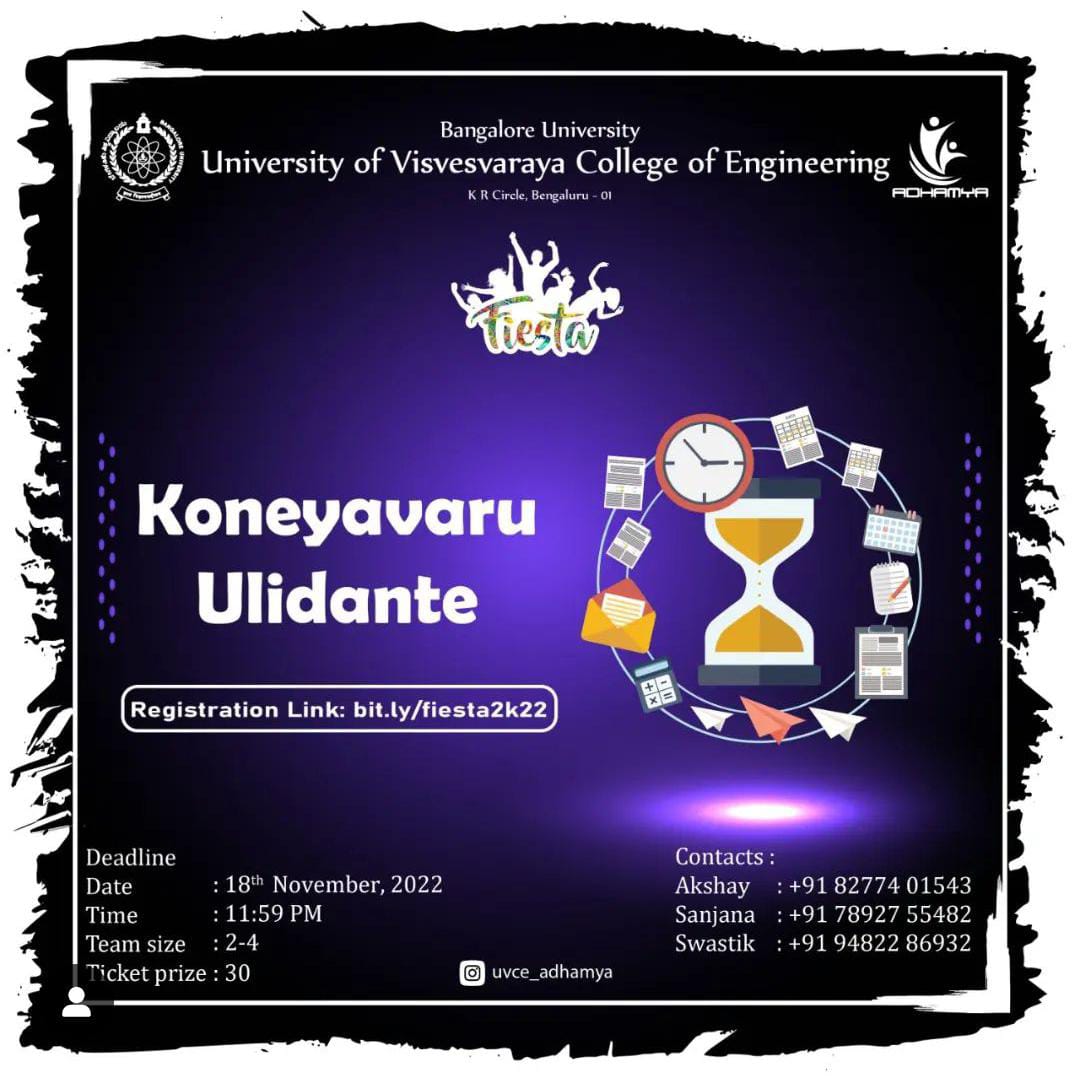 Bangalore University
University of Visvesvaraya College of Engineering
K R Circle, Bengaluru - 01
ADHAMYA
Fiesta
Koneyavaru
Ulidante
Registration Link: bit.ly/fiesta2k22
Deadline
Date : 18th November, 2022
Time : 11:59 PM
Team size : 2-4
Ticket prize : 30
Contacts :
Akshay : +91 82774 01543
Sanjana : +91 78927 55482
Swastik : +91 94822 86932
uvce_adhamya